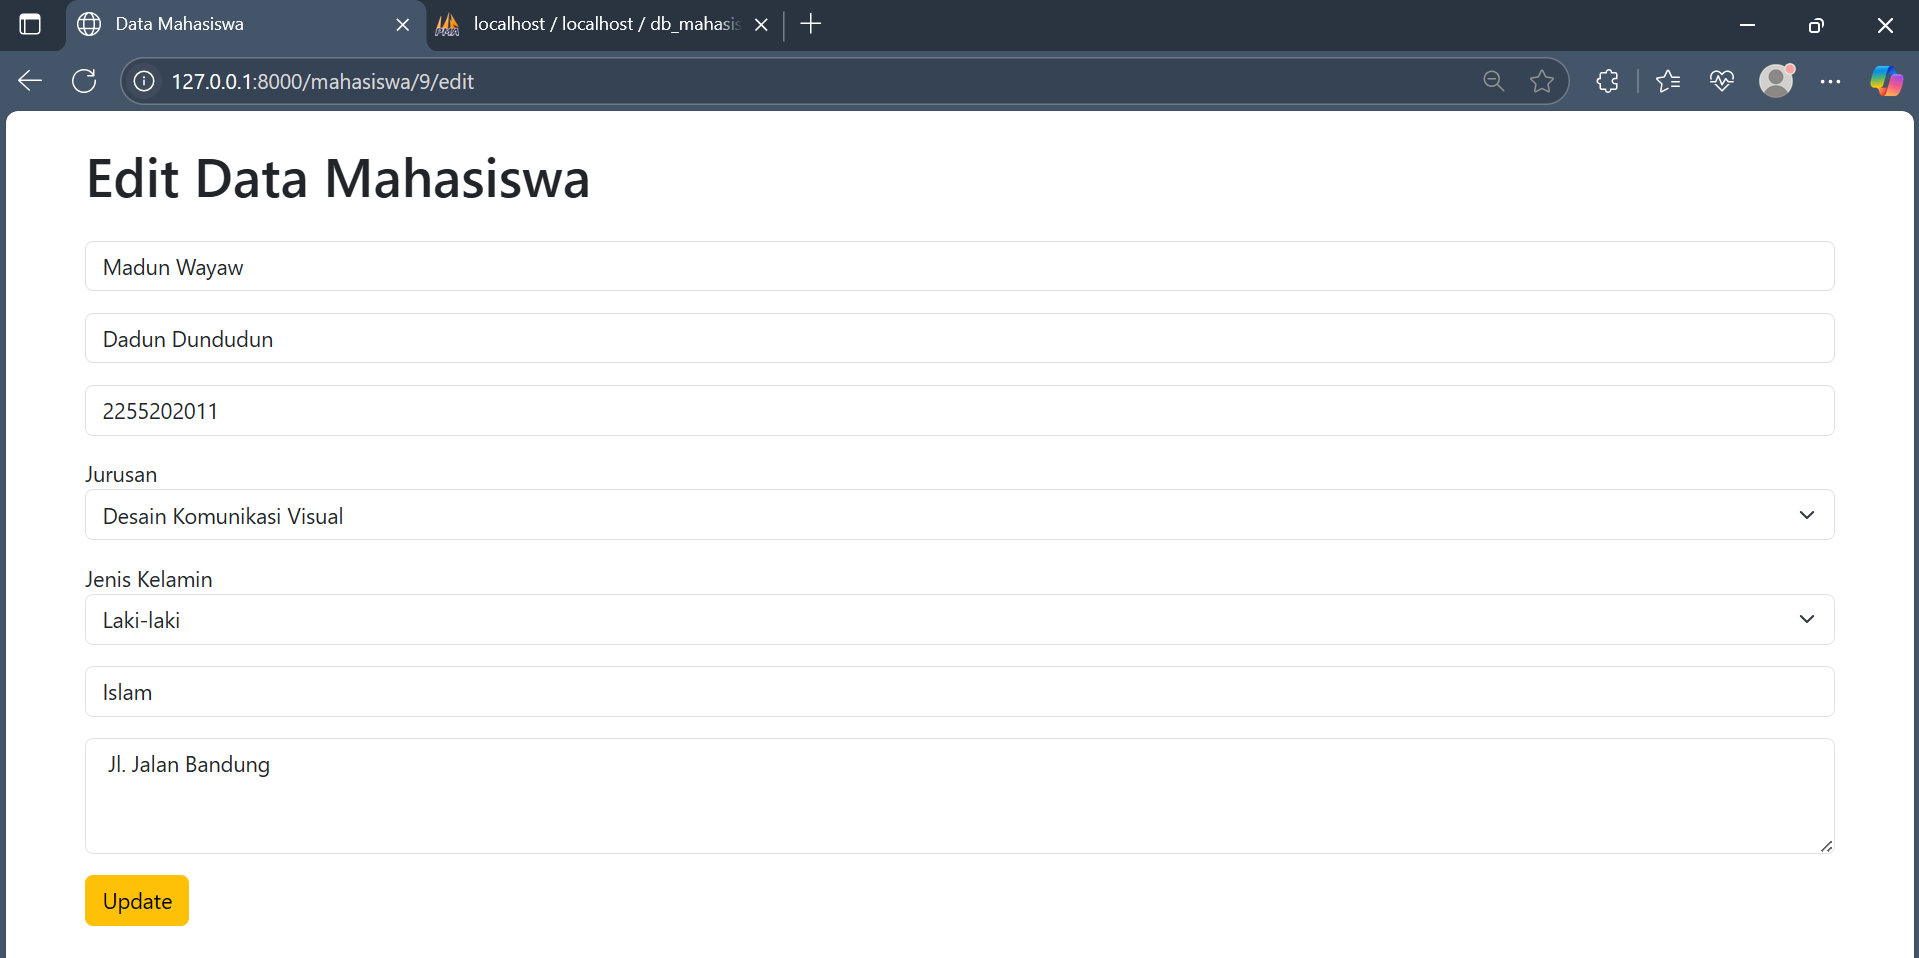 Data Mahasiswa
localhost / localhost / db_mahasis
127.0.0.1:8000/mahasiswa/9/edit
Edit Data Mahasiswa
Madun Wayaw
Dadun Dundudun
2255202011
Jurusan
Desain Komunikasi Visual
Jenis Kelamin
Laki-laki
Islam
Jl. Jalan Bandung
Update